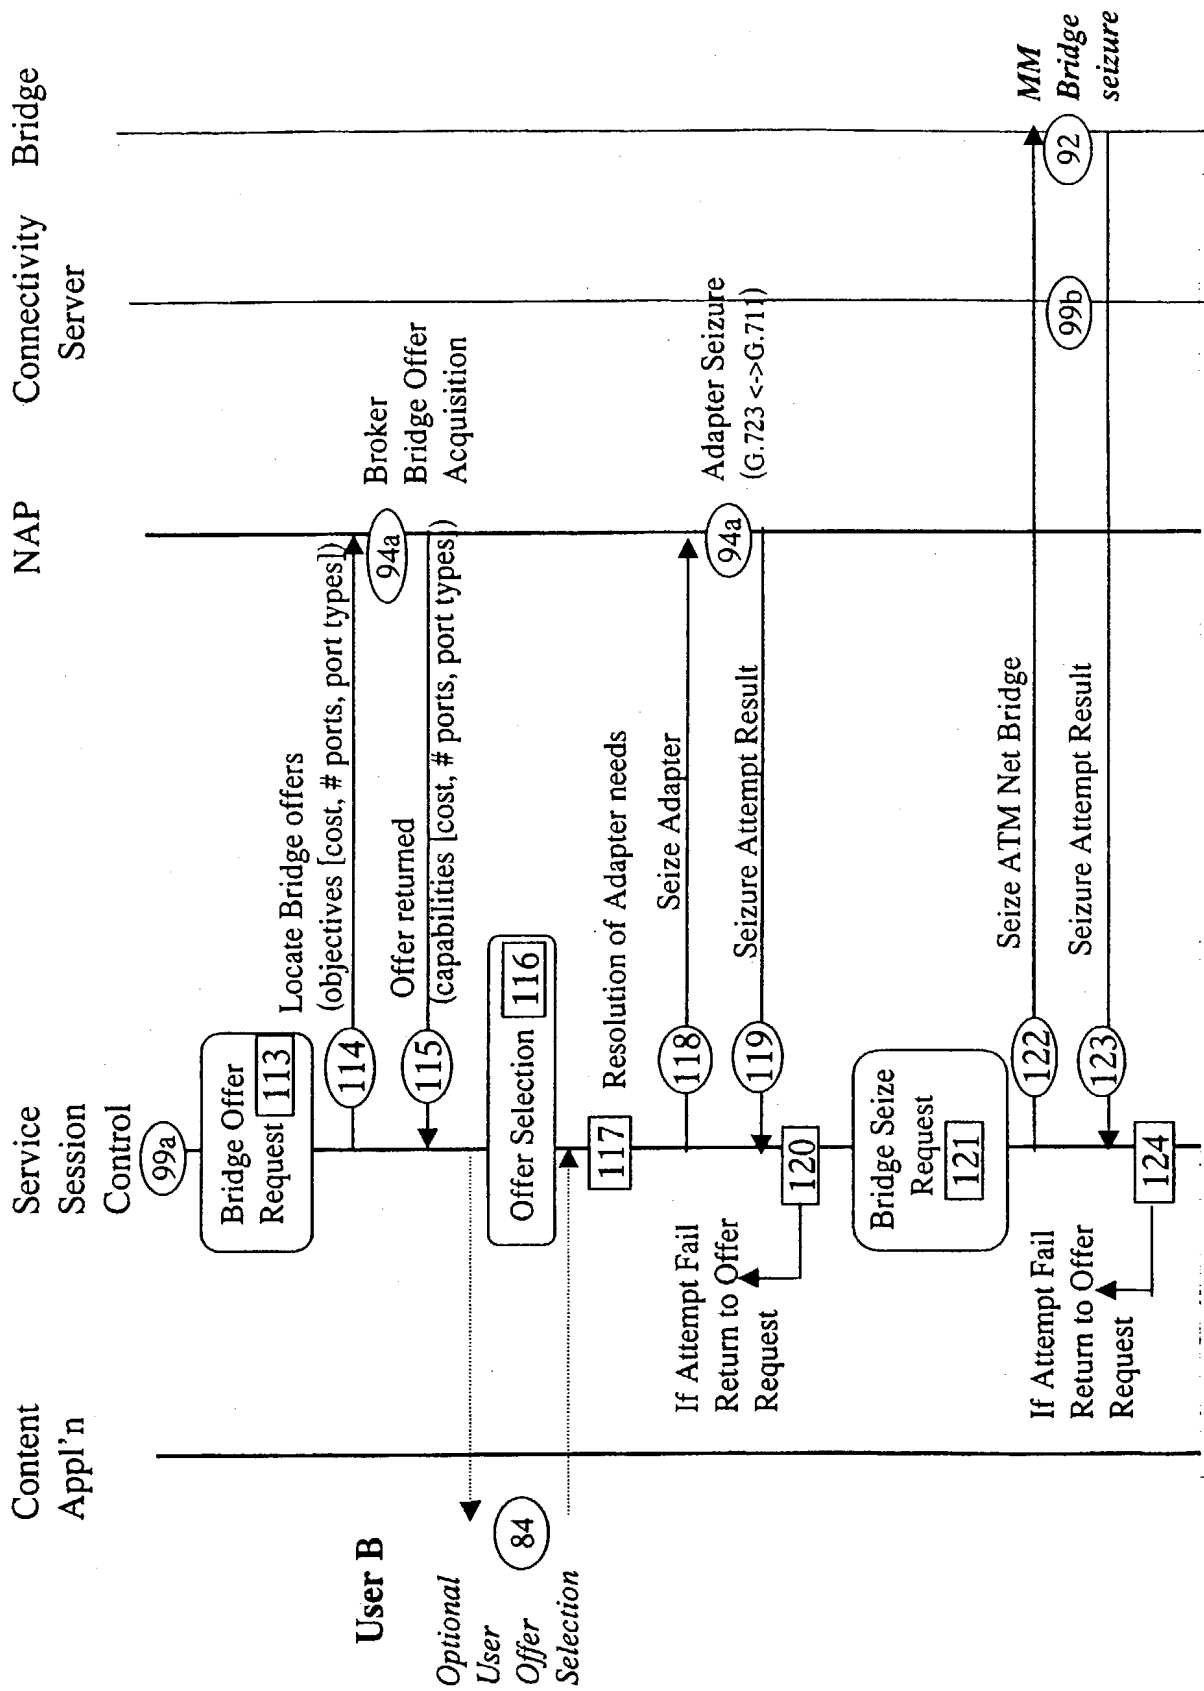 Content
Appl'n
Service
Session
Control
NAP
Connectivity
Server
Bridge
99a
Bridge Offer
Request 113
Locate Bridge offers
(objectives [cost, # ports, port types])
114
94a
Broker
Bridge Offer
Acquisition
Offer returned
(capabilities [cost, # ports, port types])
115
User B
Optional
User
Offer
Selection
84
Offer Selection 116
117
Resolution of Adapter needs
118
Seize Adapter
94a
Adapter Seizure
(G.723 <->G.711)
119
Seizure Attempt Result
120
If Attempt Fail
Return to Offer
Request
Bridge Seize
Request
121
122
Seize ATM Net Bridge
99b
92
MM
Bridge
seizure
123
Seizure Attempt Result
124
If Attempt Fail
Return to Offer
Request